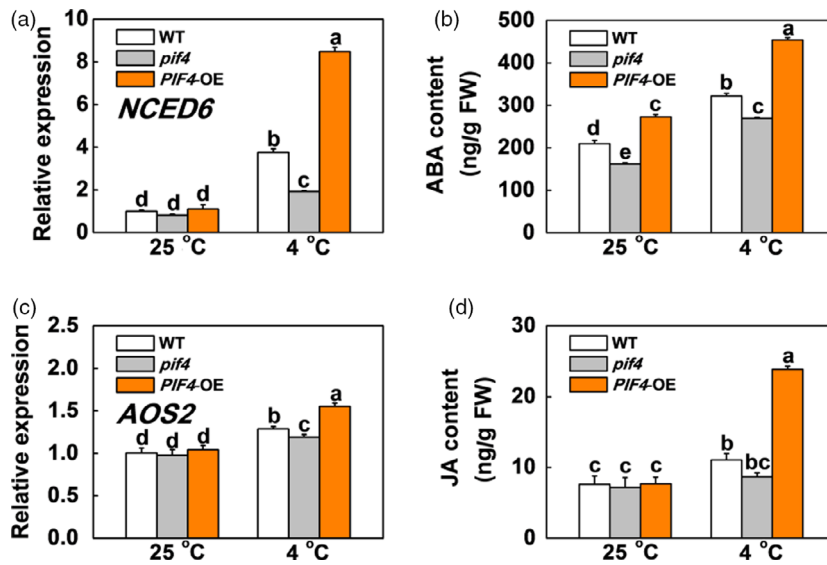 (a)
Relative expression
10
8
6
4
2
0
WT
pif4
PIF4-OE
NCED6
d d d
b
c
a
25 °C 4 °C
(b)
ABA content
(ng/g FW)
500
400
300
200
100
0
WT
pif4
PIF4-OE
d
e
c
b
c
a
25 °C 4 °C
(c)
Relative expression
2.5
2.0
1.5
1.0
0.5
0.0
WT
pif4
PIF4-OE
AOS2
d d d
b
c
a
25 °C 4 °C
(d)
JA content
(ng/g FW)
30
20
10
0
WT
pif4
PIF4-OE
c c c
b
bc
a
25 °C 4 °C